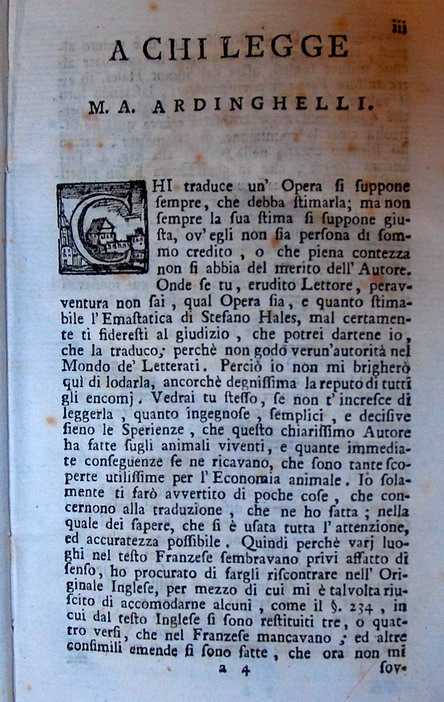 iij
A CHI LEGGE
M. A. ARDINGHELLI.
CHI traduce un' Opera si suppone
sempre, che debba stimarla; ma non
sempre la sua stima si suppone giu-
sta, ov' egli non sia persona di som-
mo credito, o che piena contezza
non si abbia del merito dell' Autore.
Onde se tu, erudito Lettore, perav-
ventura non sai, qual Opera sia, e quanto stima-
bile l'Emastatica di Stefano Hales, mal certamen-
te ti fideresti al giudizio, che potrei dartene io,
che la traduco; perchè non godo verun'autorità nel
Mondo de' Letterati. Perciò io non mi brigherò
quì di lodarla, ancorchè degnissima la reputo di tutti
gli encomj. Vedrai tu stesso, se non t'incresce di
leggerla, quanto ingegnose, semplici, e decisive
sieno le Sperienze, che questo chiarissimo Autore
ha fatte sugli animali viventi, e quante immedia-
te conseguenze se ne ricavano, che sono tante sco-
perte utilissime per l'Economia animale. Io sola-
mente ti farò avvertito di poche cose, che con-
cernono alla traduzione, che ne ho fatta; nella
quale dei sapere, che si è usata tutta l'attenzione,
ed accuratezza possibile. Quindi perchè varj luo-
ghi nel testo Franzese sembravano privi affatto di
senso, ho procurato di fargli riscontrare nell' Ori-
ginale Inglese, per mezzo di cui mi è talvolta riu-
scito di accomodarne alcuni, come il §. 234, in
cui dal testo Inglese si sono restituiti tre, o quat-
tro versi, che nel Franzese mancavano; ed altre
consimili emende si sono fatte, che ora non mi
a 4 sov-